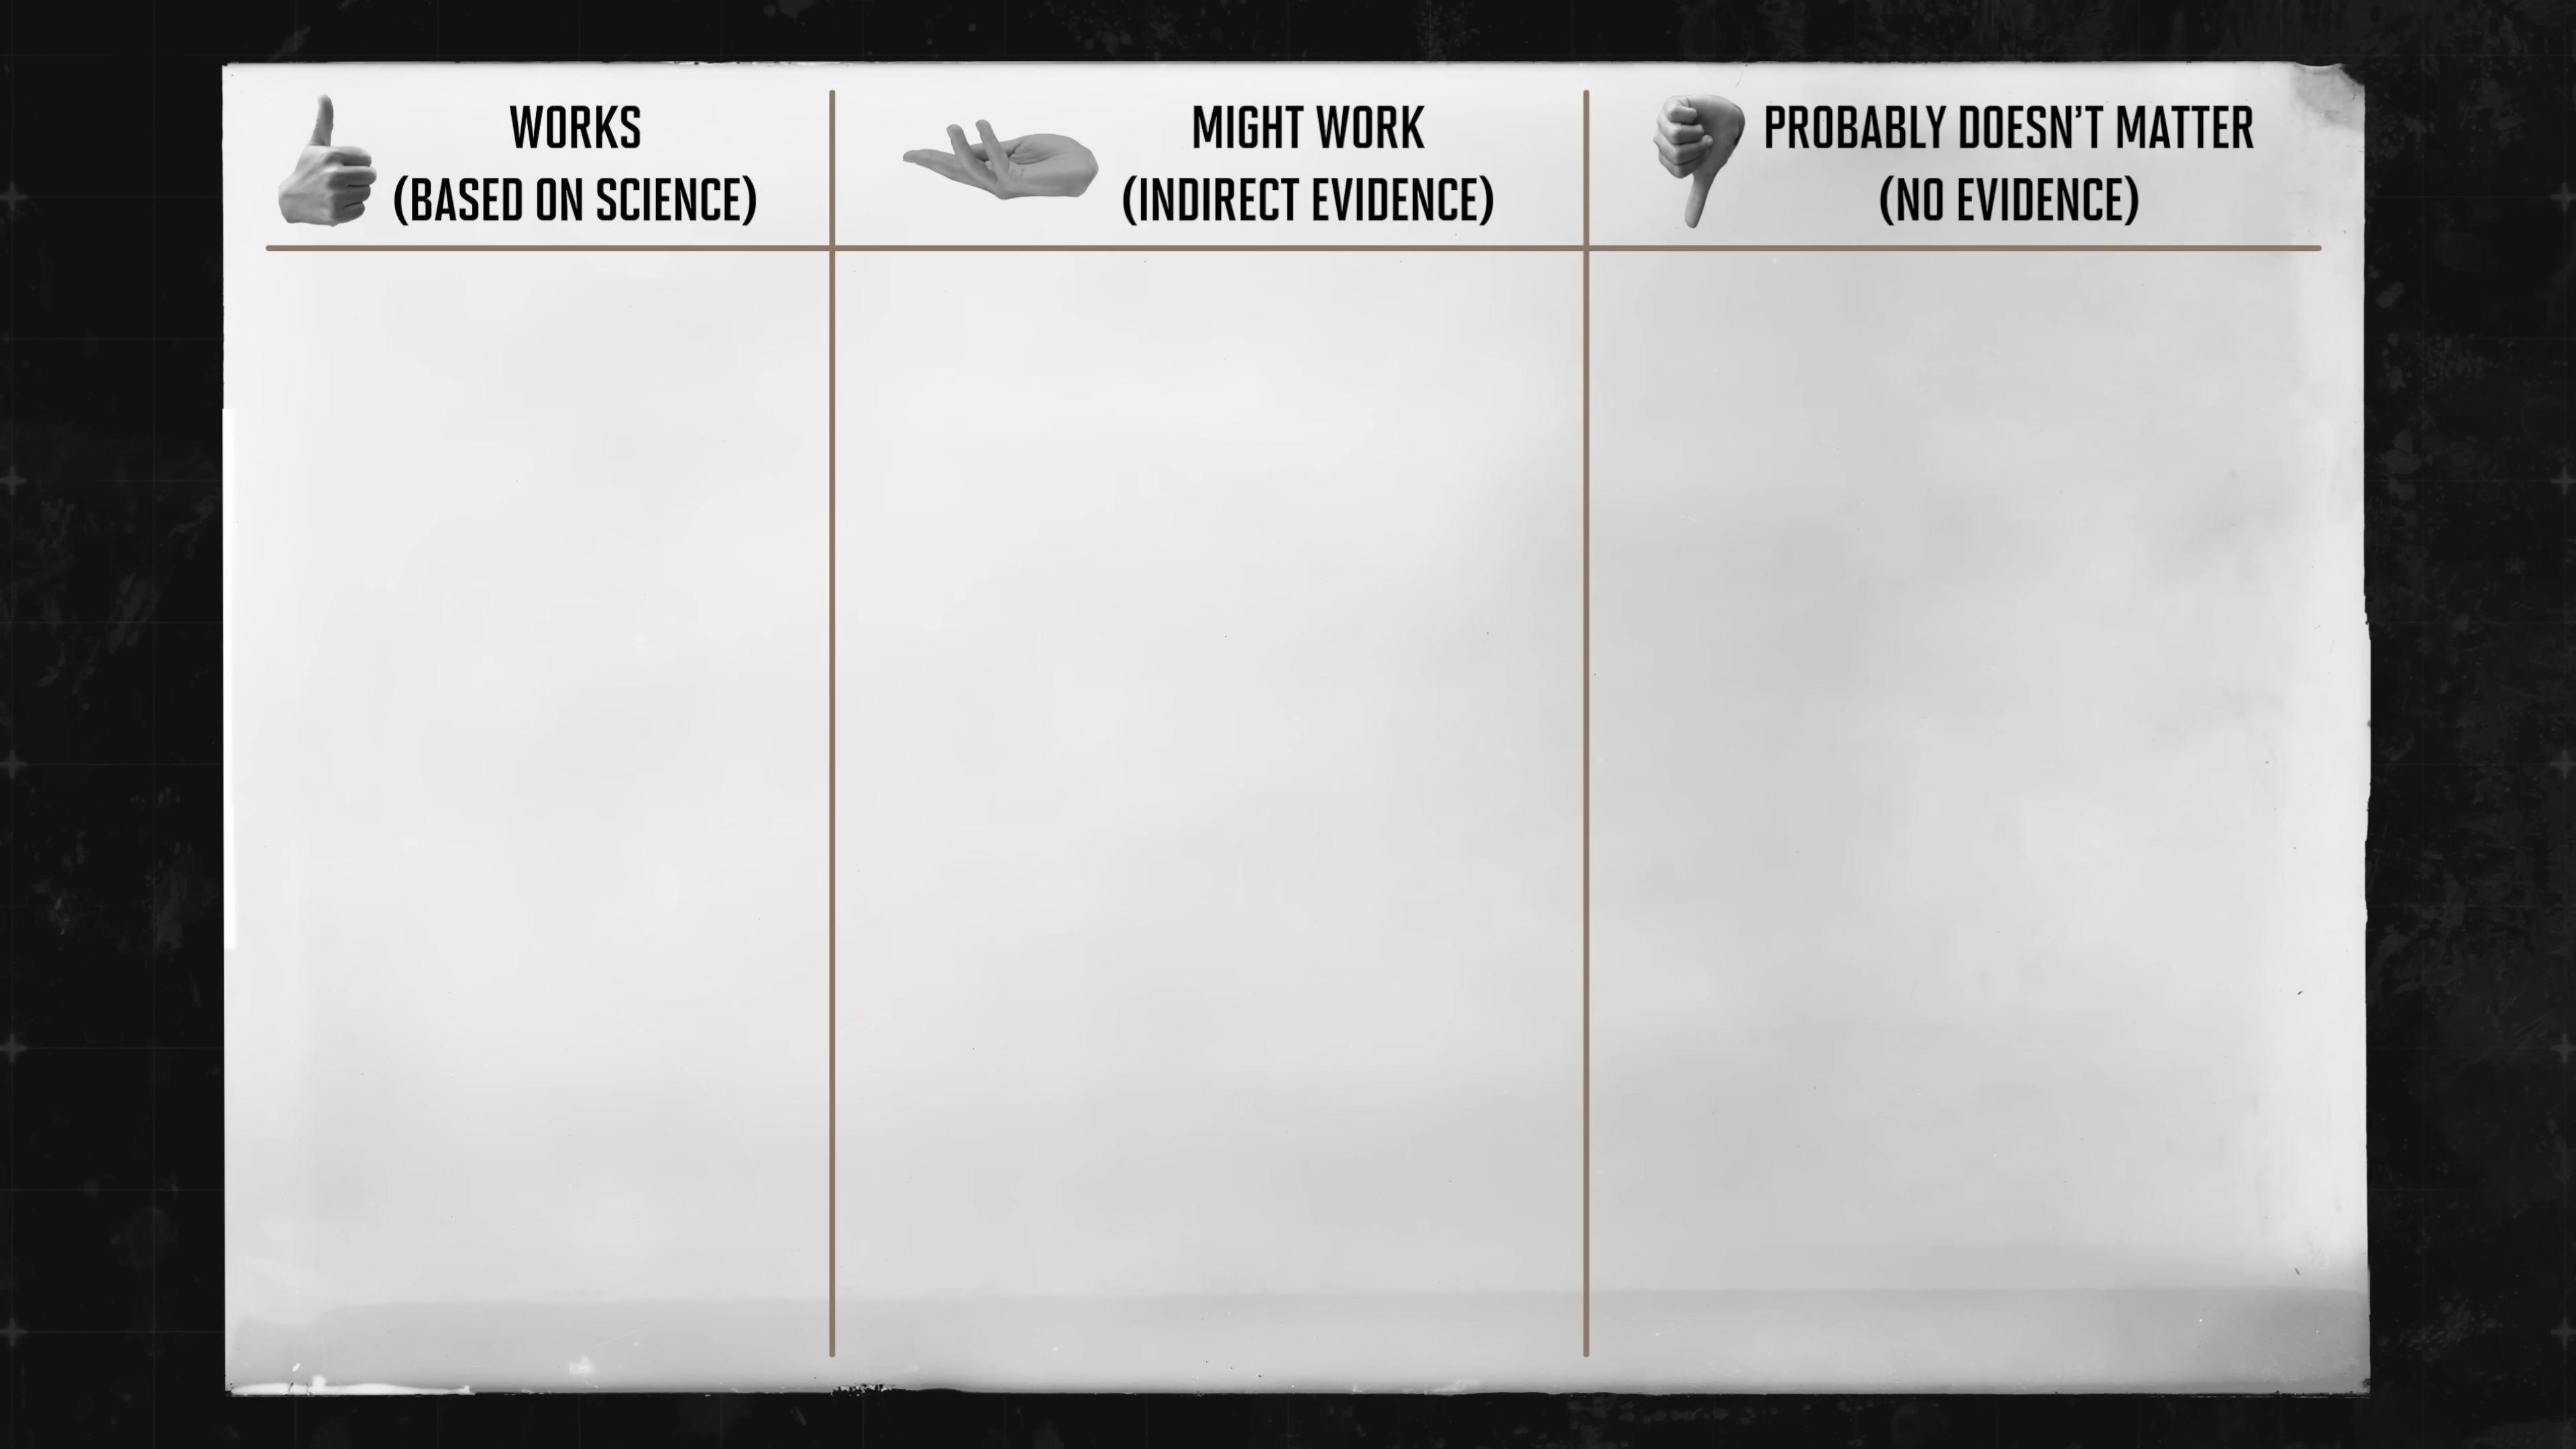 WORKS
(BASED ON SCIENCE)
MIGHT WORK
(INDIRECT EVIDENCE)
PROBABLY DOESN'T MATTER
(NO EVIDENCE)